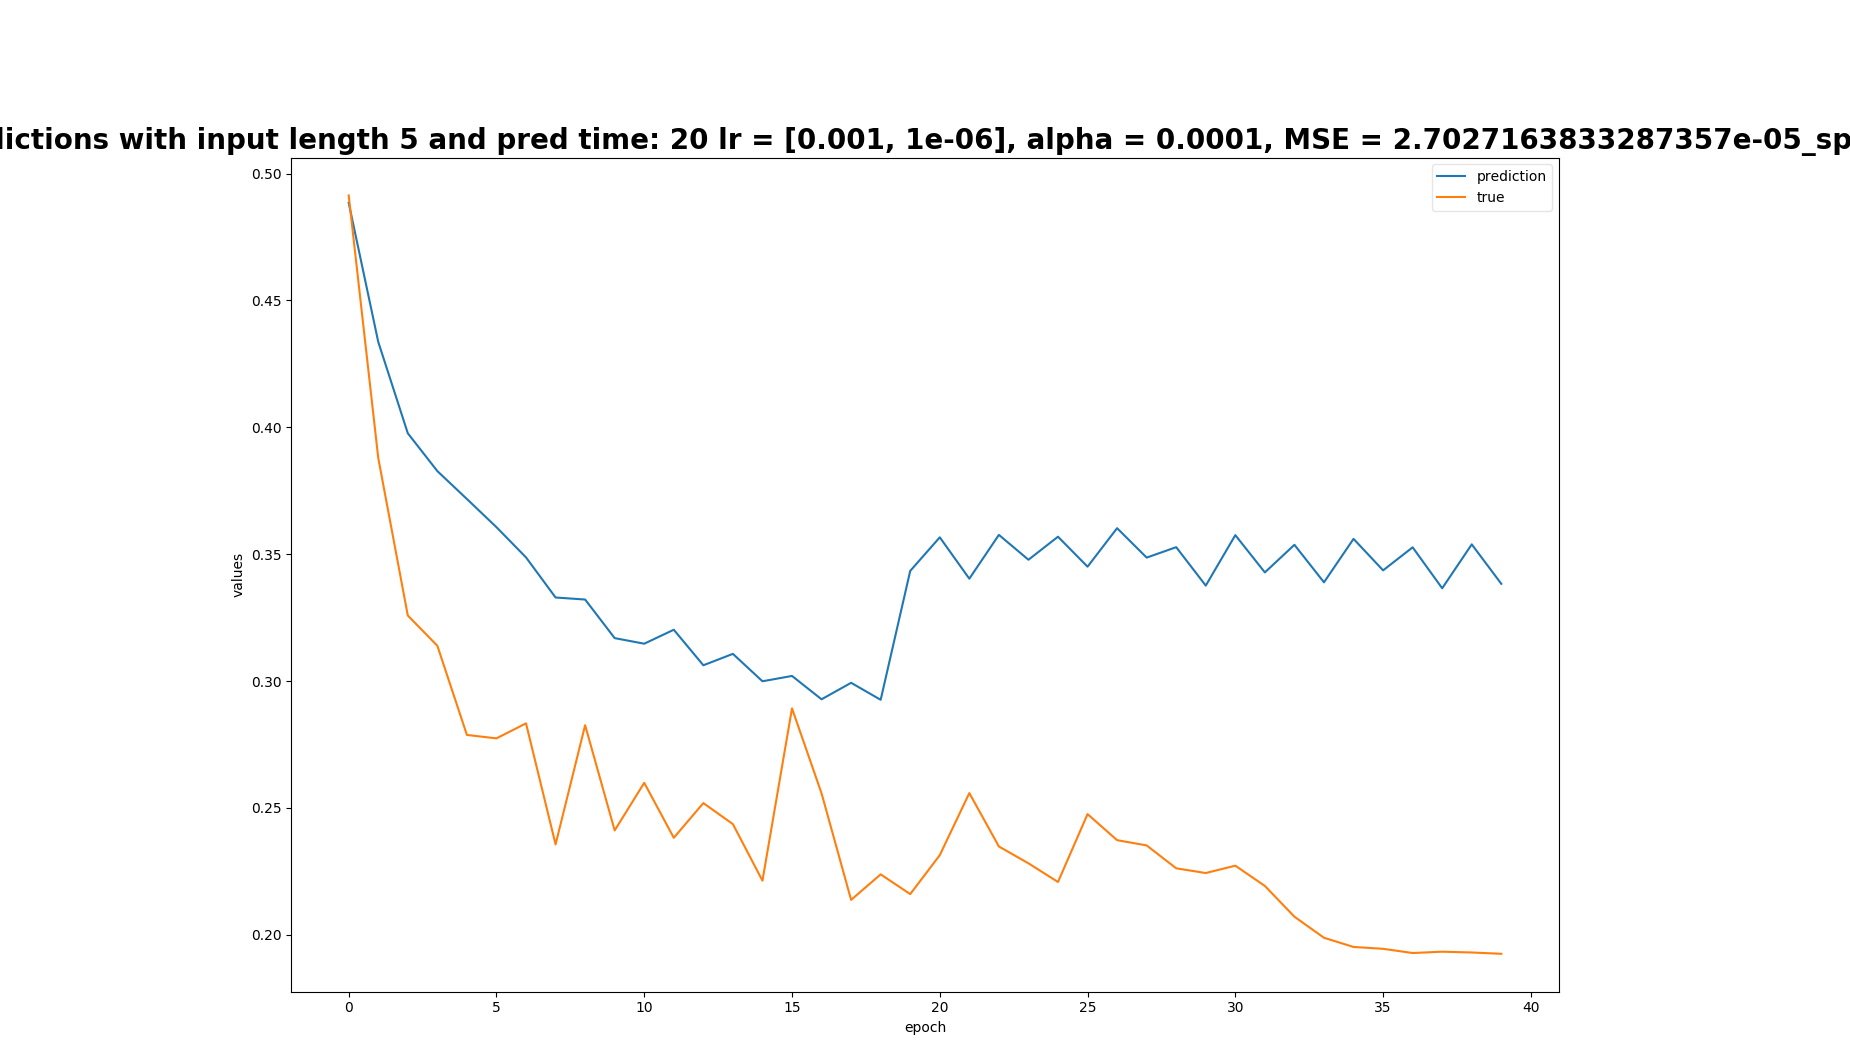 dictions with input length 5 and pred time: 20 lr = [0.001, 1e-06], alpha = 0.0001, MSE = 2.7027163833287357e-05_sp
prediction
true
0.50
0.45
0.40
0.35
0.30
0.25
0.20
values
0 5 10 15 20 25 30 35 40
epoch